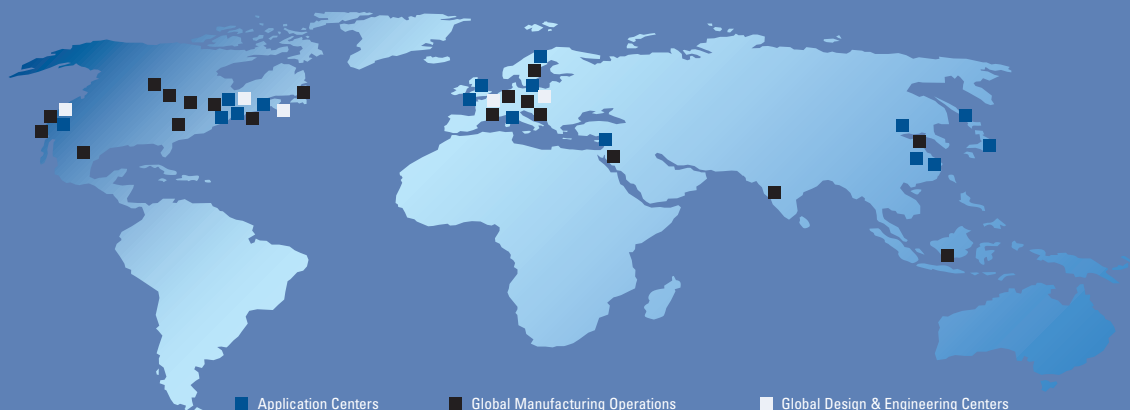 Application Centers
Global Manufacturing Operations
Global Design & Engineering Centers